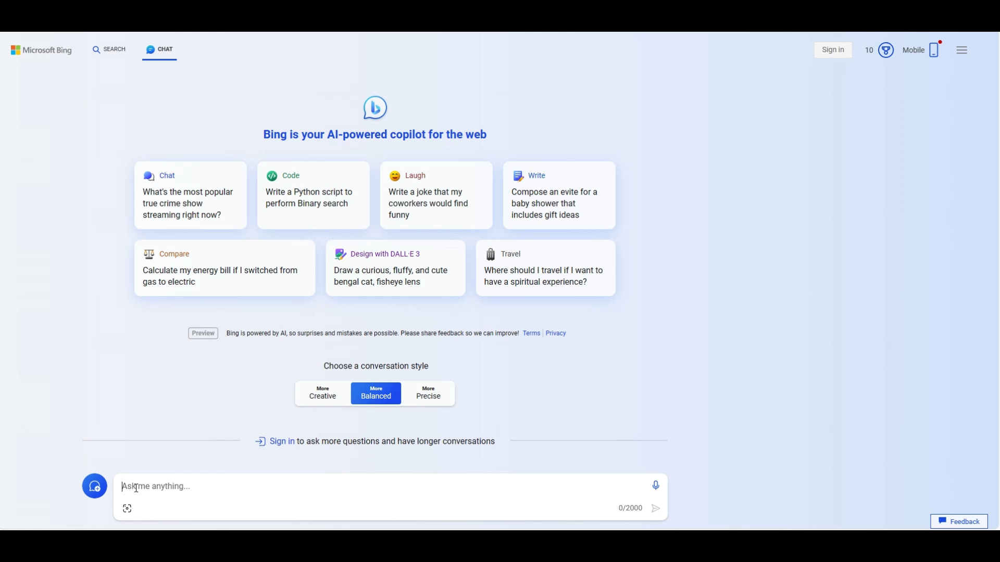 Microsoft Bing
SEARCH
CHAT
Sign in
10
Mobile
Bing is your AI-powered copilot for the web
Chat
What's the most popular
true crime show
streaming right now?
Code
Write a Python script to
perform Binary search
Laugh
Write a joke that my
coworkers would find
funny
Write
Compose an evite for a
baby shower that
includes gift ideas
Compare
Calculate my energy bill if I switched from
gas to electric
Design with DALL·E 3
Draw a curious, fluffy, and cute
bengal cat, fisheye lens
Travel
Where should I travel if I want to
have a spiritual experience?
Preview
Bing is powered by AI, so surprises and mistakes are possible. Please share feedback so we can improve! Terms Privacy
Choose a conversation style
More
Creative
More
Balanced
More
Precise
Sign in to ask more questions and have longer conversations
Ask me anything...
0/2000
Feedback